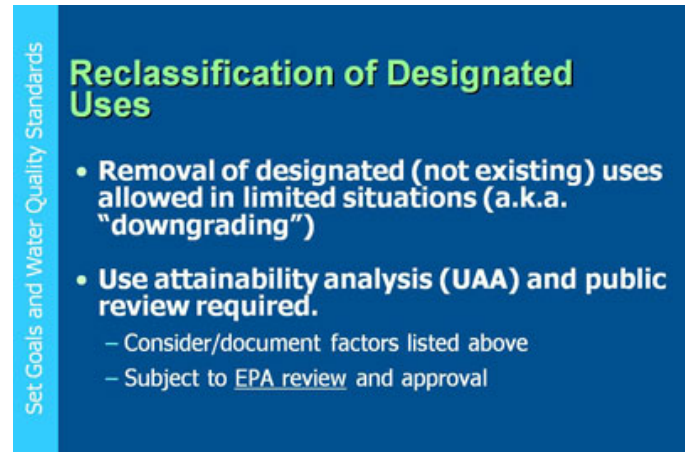 Set Goals and Water Quality Standards
Reclassification of Designated
Uses
• Removal of designated (not existing) uses
allowed in limited situations (a.k.a.
“downgrading”)
• Use attainability analysis (UAA) and public
review required.
– Consider/document factors listed above
– Subject to EPA review and approval